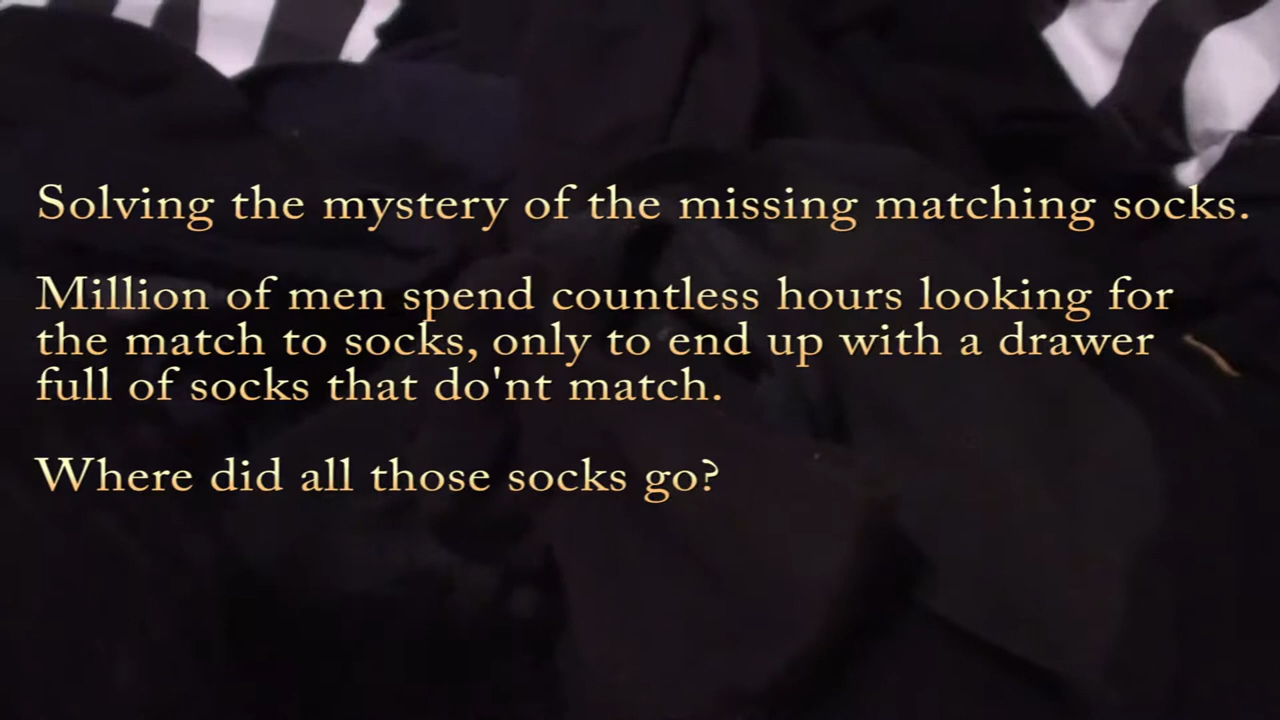 Solving the mystery of the missing matching socks.
Million of men spend countless hours looking for
the match to socks, only to end up with a drawer
full of socks that do'nt match.
Where did all those socks go?